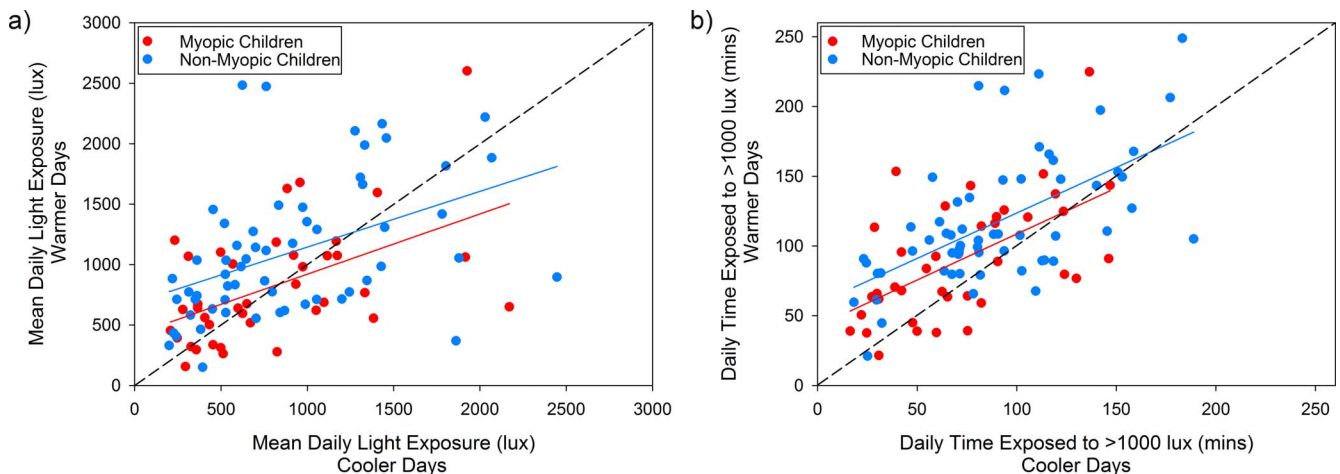 a)
Myopic Children
Non-Myopic Children
Mean Daily Light Exposure (lux)
Warmer Days
3000
2500
2000
1500
1000
500
0
0 500 1000 1500 2000 2500 3000
Mean Daily Light Exposure (lux)
Cooler Days
b)
Myopic Children
Non-Myopic Children
Daily Time Exposed to >1000 lux (mins)
Warmer Days
250
200
150
100
50
0
0 50 100 150 200 250
Daily Time Exposed to >1000 lux (mins)
Cooler Days